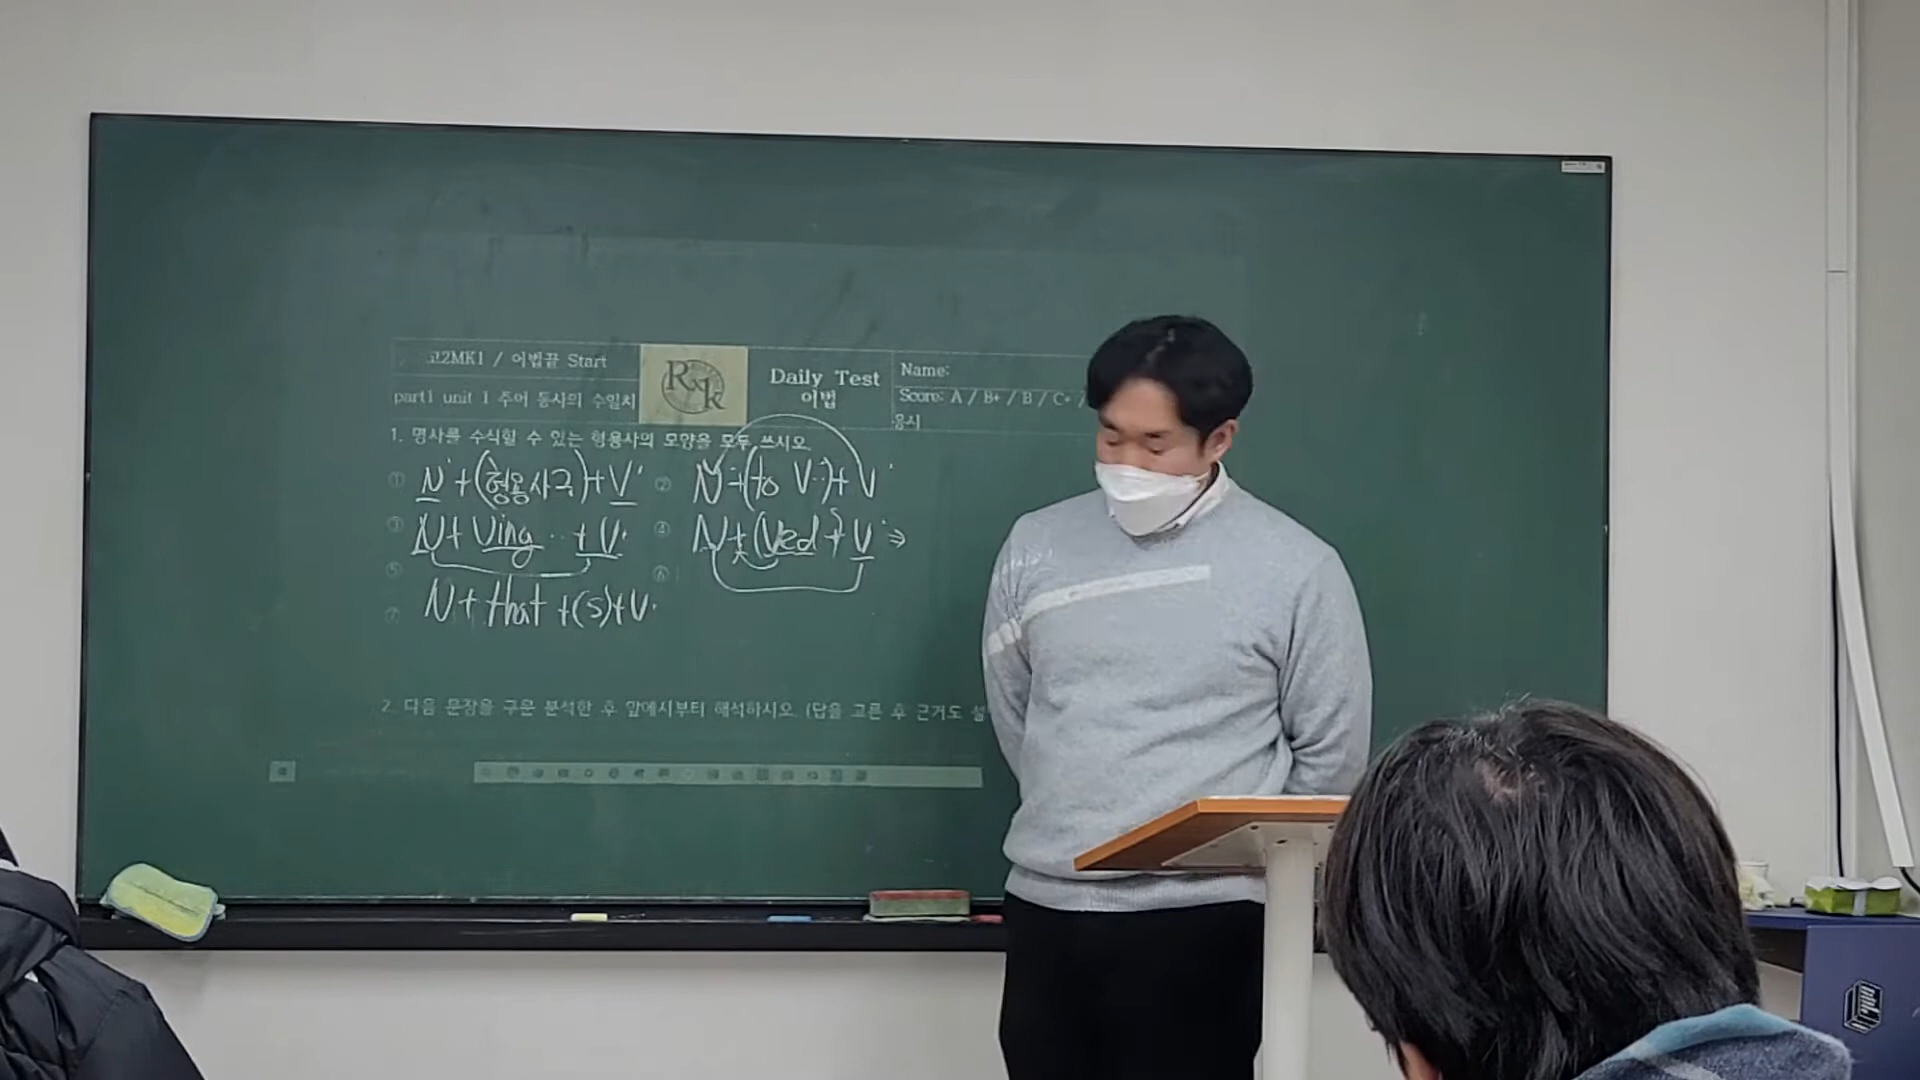 고2MK1 / 어법끝 Start
part1 unit 1 주어 동사의 수일치
RNK
Daily Test
어법
Name:
Score: A / B+ / B / C+ /
응시
1. 명사를 수식할 수 있는 형용사의 모양을 모두 쓰시오.
① N + (형용사구) + V
② N + (to V..) + V
③ N + Ving ... + V
④ N + (Ved + V ⇒
⑤ N + that + (S) + V
⑥
⑦
2. 다음 문장을 구문 분석한 후 앞에서부터 해석하시오. (답을 고른 후 근거도